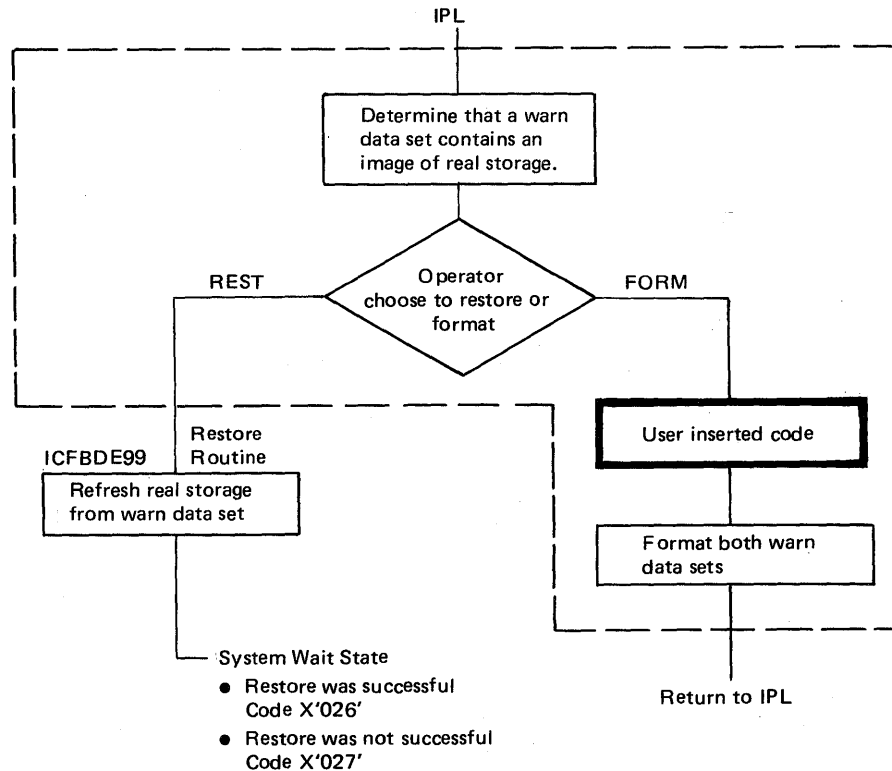 IPL
Determine that a warn
data set contains an
image of real storage.
Operator
choose to restore or
format
REST
FORM
User inserted code
Restore
Routine
ICFBDE99
Refresh real storage
from warn data set
Format both warn
data sets
System Wait State
● Restore was successful
Code X'026'
● Restore was not successful
Code X'027'
Return to IPL